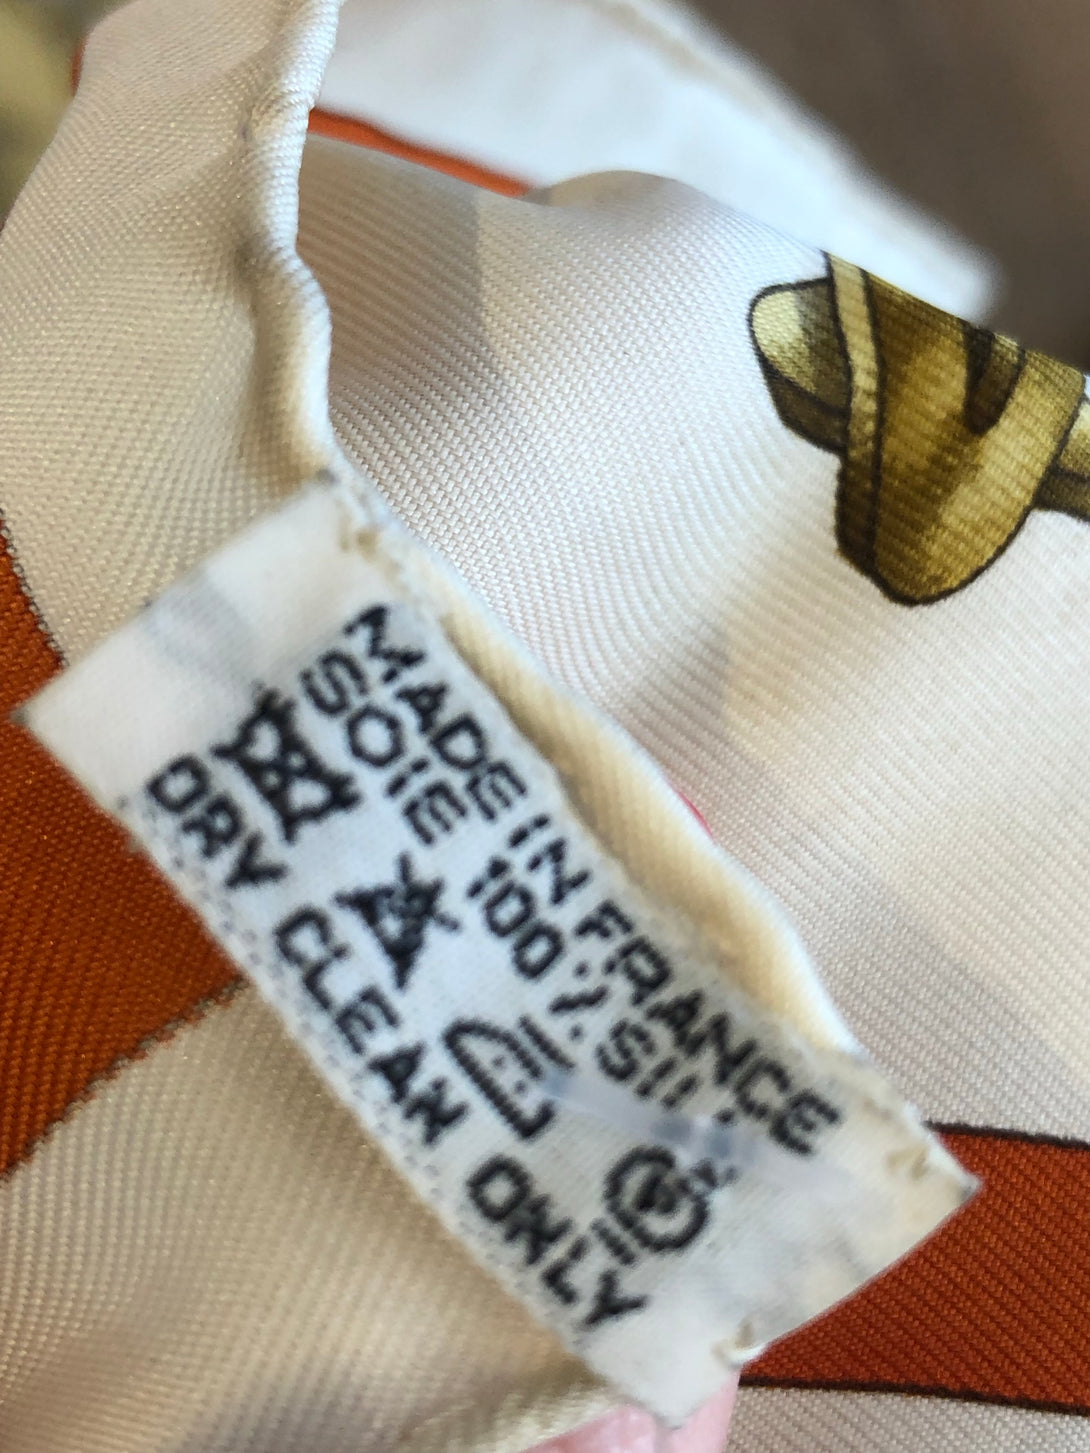 MADE IN FRANCE
SOIE 100% SILK
DRY CLEAN ONLY